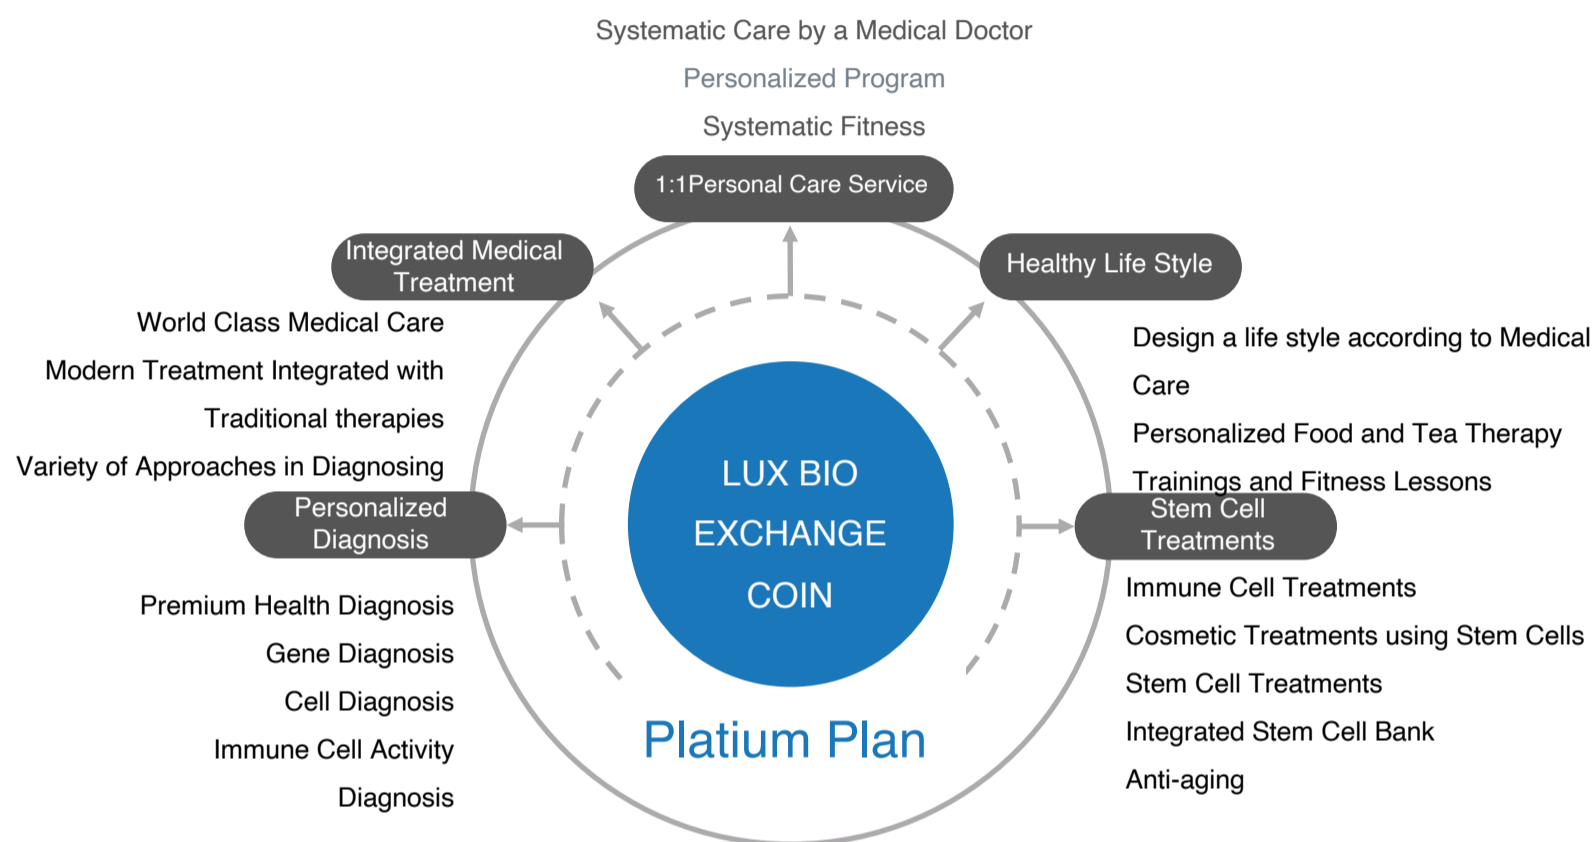 Systematic Care by a Medical Doctor
Personalized Program
Systematic Fitness
1:1Personal Care Service
Integrated Medical
Treatment
World Class Medical Care
Modern Treatment Integrated with
Traditional therapies
Variety of Approaches in Diagnosing
Personalized
Diagnosis
Premium Health Diagnosis
Gene Diagnosis
Cell Diagnosis
Immune Cell Activity
Diagnosis
LUX BIO
EXCHANGE
COIN
Platium Plan
Healthy Life Style
Design a life style according to Medical
Care
Personalized Food and Tea Therapy
Trainings and Fitness Lessons
Stem Cell
Treatments
Immune Cell Treatments
Cosmetic Treatments using Stem Cells
Stem Cell Treatments
Integrated Stem Cell Bank
Anti-aging